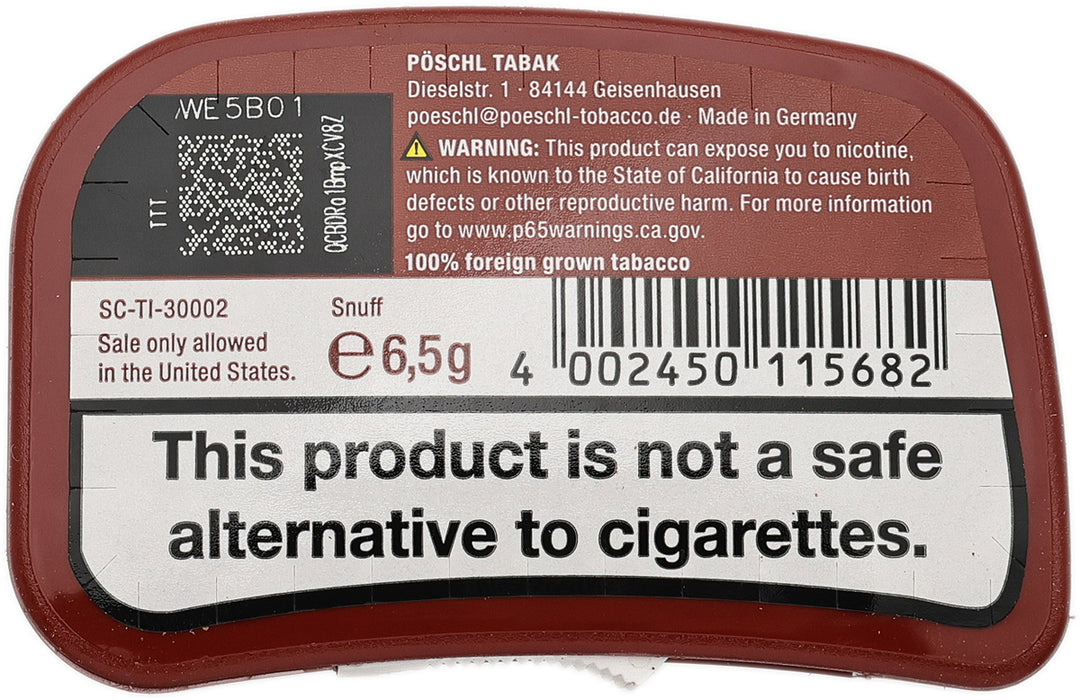 PÖSCHL TABAK
Dieselstr. 1 · 84144 Geisenhausen
poeschl@poeschl-tobacco.de · Made in Germany
⚠ WARNING: This product can expose you to nicotine,
which is known to the State of California to cause birth
defects or other reproductive harm. For more information
go to www.p65warnings.ca.gov.
100% foreign grown tobacco
WE5B01
TTT
QCBDRa1BmpXCV8Z
SC-TI-30002
Sale only allowed
in the United States.
Snuff
℮6,5g
4 002450 115682
This product is not a safe
alternative to cigarettes.